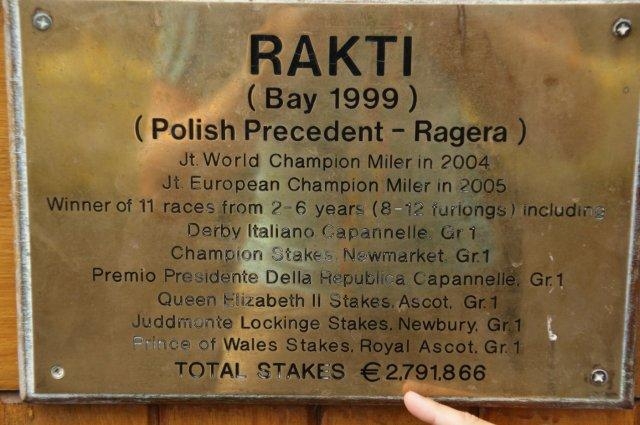 RAKTI
( Bay 1999 )
( Polish Precedent - Ragera )
Jt. World Champion Miler in 2004
Jt. European Champion Miler in 2005
Winner of 11 races from 2-6 years (8-12 furlongs) including
Derby Italiano Capannelle, Gr 1
Champion Stakes, Newmarket, Gr.1
Premio Presidente Della Republica Capannelle, Gr.1
Queen Elizabeth II Stakes, Ascot, Gr.1
Juddmonte Lockinge Stakes, Newbury, Gr.1
Prince of Wales Stakes, Royal Ascot, Gr.1
TOTAL STAKES €2,791,866